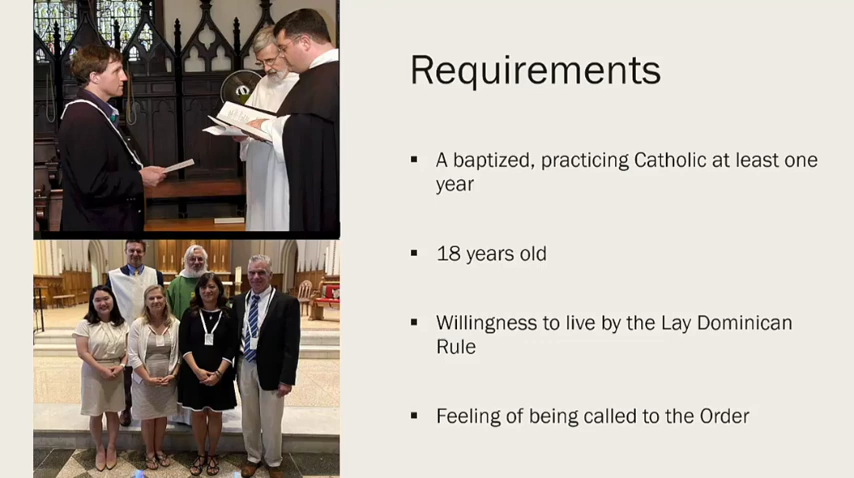 Requirements
▪ A baptized, practicing Catholic at least one
year
▪ 18 years old
▪ Willingness to live by the Lay Dominican
Rule
▪ Feeling of being called to the Order